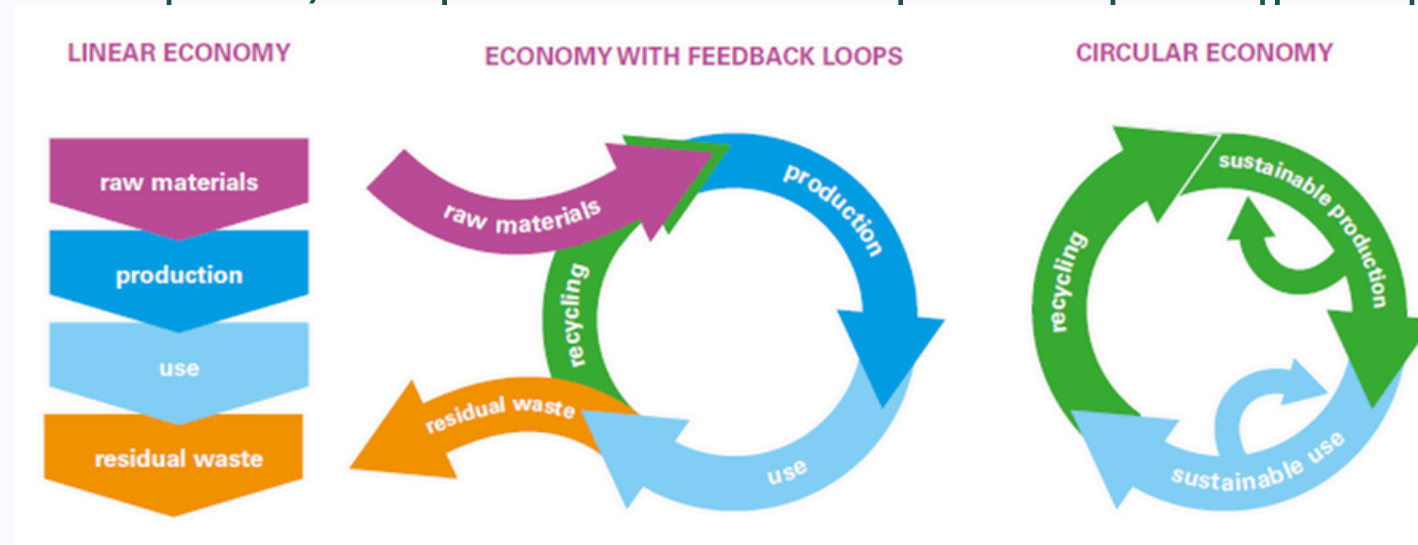 LINEAR ECONOMY
raw materials
production
use
residual waste
ECONOMY WITH FEEDBACK LOOPS
raw materials
production
recycling
residual waste
use
CIRCULAR ECONOMY
sustainable production
recycling
sustainable use